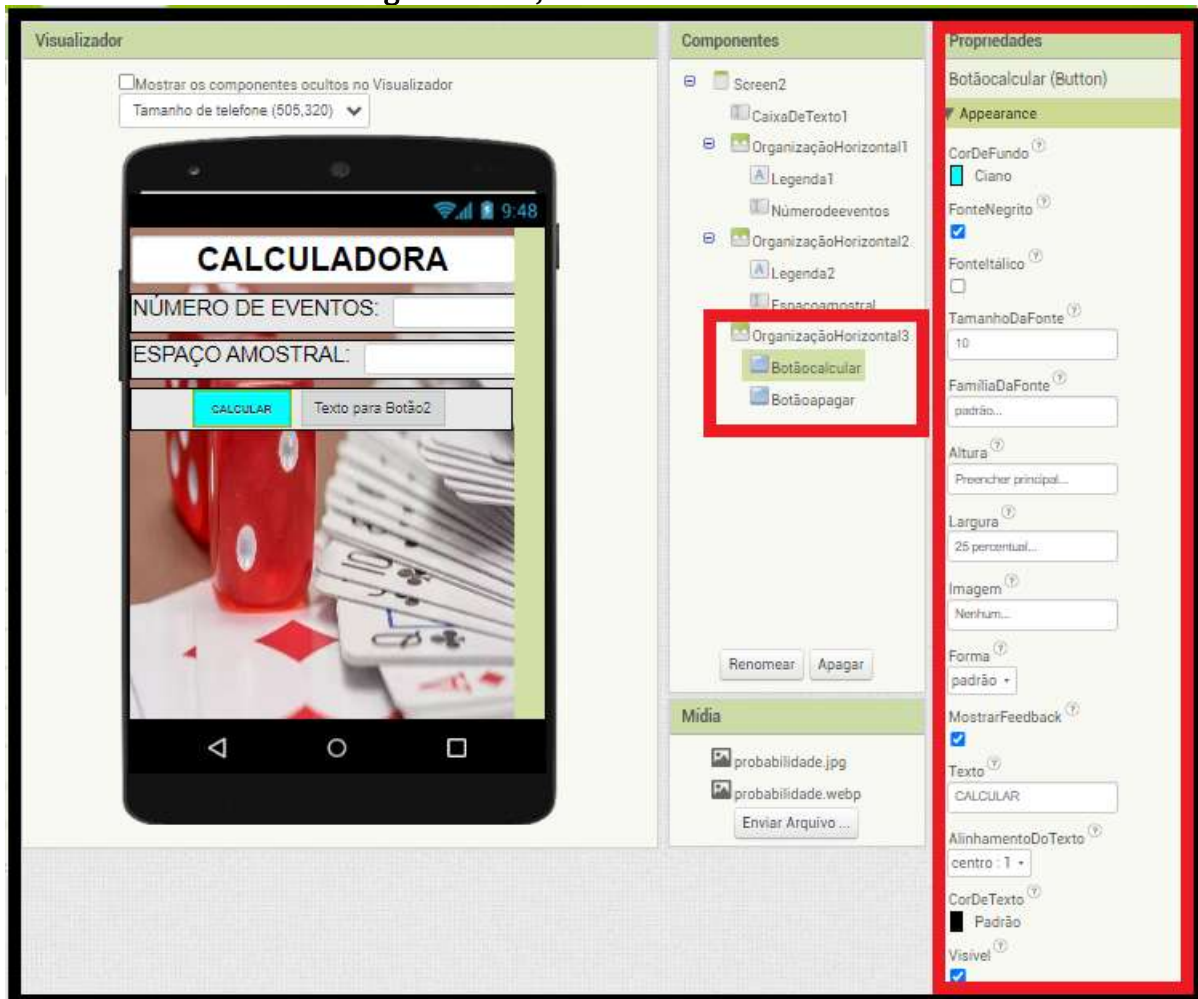 Visualizador
Mostrar os componentes ocultos no Visualizador
Tamanho de telefone (505,320)
9:48
CALCULADORA
NÚMERO DE EVENTOS:
ESPAÇO AMOSTRAL:
CALCULAR
Texto para Botão2
Componentes
Screen2
CaixaDeTexto1
OrganizaçãoHorizontal1
Legenda1
Númerodeeventos
OrganizaçãoHorizontal2
Legenda2
Espaçoamostral
OrganizaçãoHorizontal3
Botãocalcular
Botãoapagar
Renomear Apagar
Mídia
probabilidade.jpg
probabilidade.webp
Enviar Arquivo ...
Propriedades
Botãocalcular (Button)
Appearance
CorDeFundo
Ciano
FonteNegrito
FonteItálico
TamanhoDaFonte
10
FamíliaDaFonte
padrão...
Altura
Preencher principal...
Largura
25 percentual...
Imagem
Nenhum...
Forma
padrão
MostrarFeedback
Texto
CALCULAR
AlinhamentoDoTexto
centro : 1
CorDeTexto
Padrão
Visível